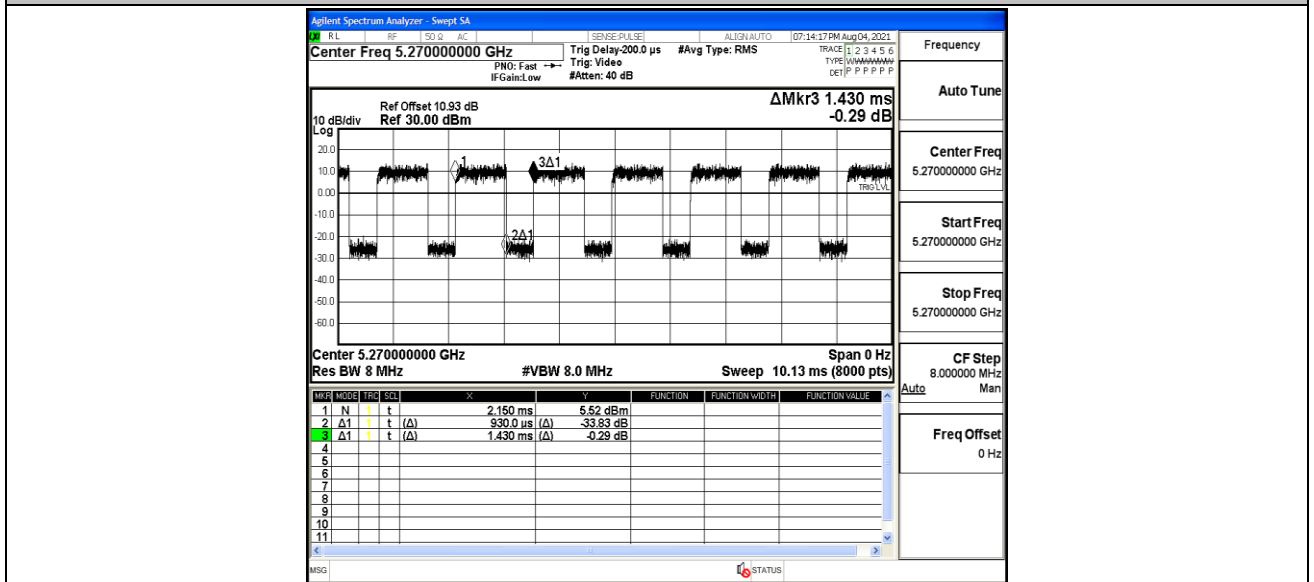 Agilent Spectrum Analyzer - Swept SA
RL RF 50 Ω AC SENSE:PULSE ALIGN AUTO 07:14:17 PM Aug 04, 2021
Center Freq 5.270000000 GHz
PNO: Fast
IFGain:Low
Trig Delay-200.0 µs
Trig: Video
#Atten: 40 dB
#Avg Type: RMS
TRACE 1 2 3 4 5 6
TYPE
DET P P P P P P
Ref Offset 10.93 dB
10 dB/div Ref 30.00 dBm
Log
ΔMkr3 1.430 ms
-0.29 dB
20.0
10.0
0.00
-10.0
-20.0
-30.0
-40.0
-50.0
-60.0
1
3Δ1
2Δ1
TRIG LVL
Center 5.270000000 GHz Span 0 Hz
Res BW 8 MHz #VBW 8.0 MHz Sweep 10.13 ms (8000 pts)
MKR MODE TRC SCL X Y FUNCTION FUNCTION WIDTH FUNCTION VALUE
1 N 1 t 2.150 ms 5.52 dBm
2 Δ1 1 t (Δ) 930.0 µs (Δ) -33.83 dB
3 Δ1 1 t (Δ) 1.430 ms (Δ) -0.29 dB
4
5
6
7
8
9
10
11
MSG STATUS
Frequency
Auto Tune
Center Freq
5.270000000 GHz
Start Freq
5.270000000 GHz
Stop Freq
5.270000000 GHz
CF Step
8.000000 MHz
Auto Man
Freq Offset
0 Hz